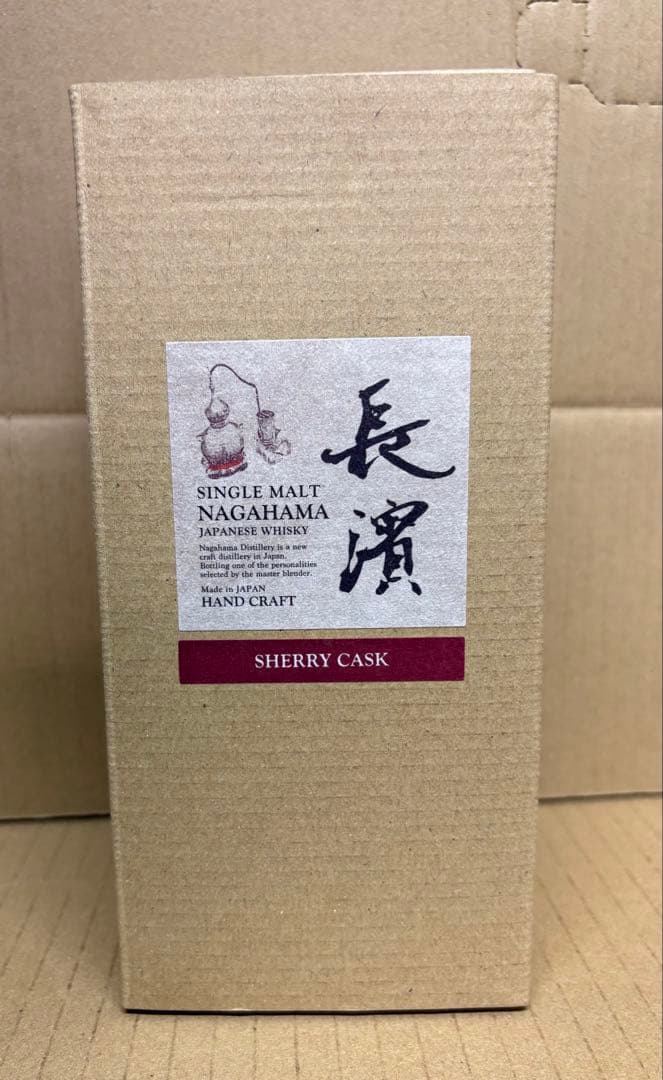 長濱
SINGLE MALT
NAGAHAMA
JAPANESE WHISKY
Nagahama Distillery is a new
craft distillery in Japan.
Bottling one of the personalities
selected by the master blender.
Made in JAPAN
HAND CRAFT
SHERRY CASK